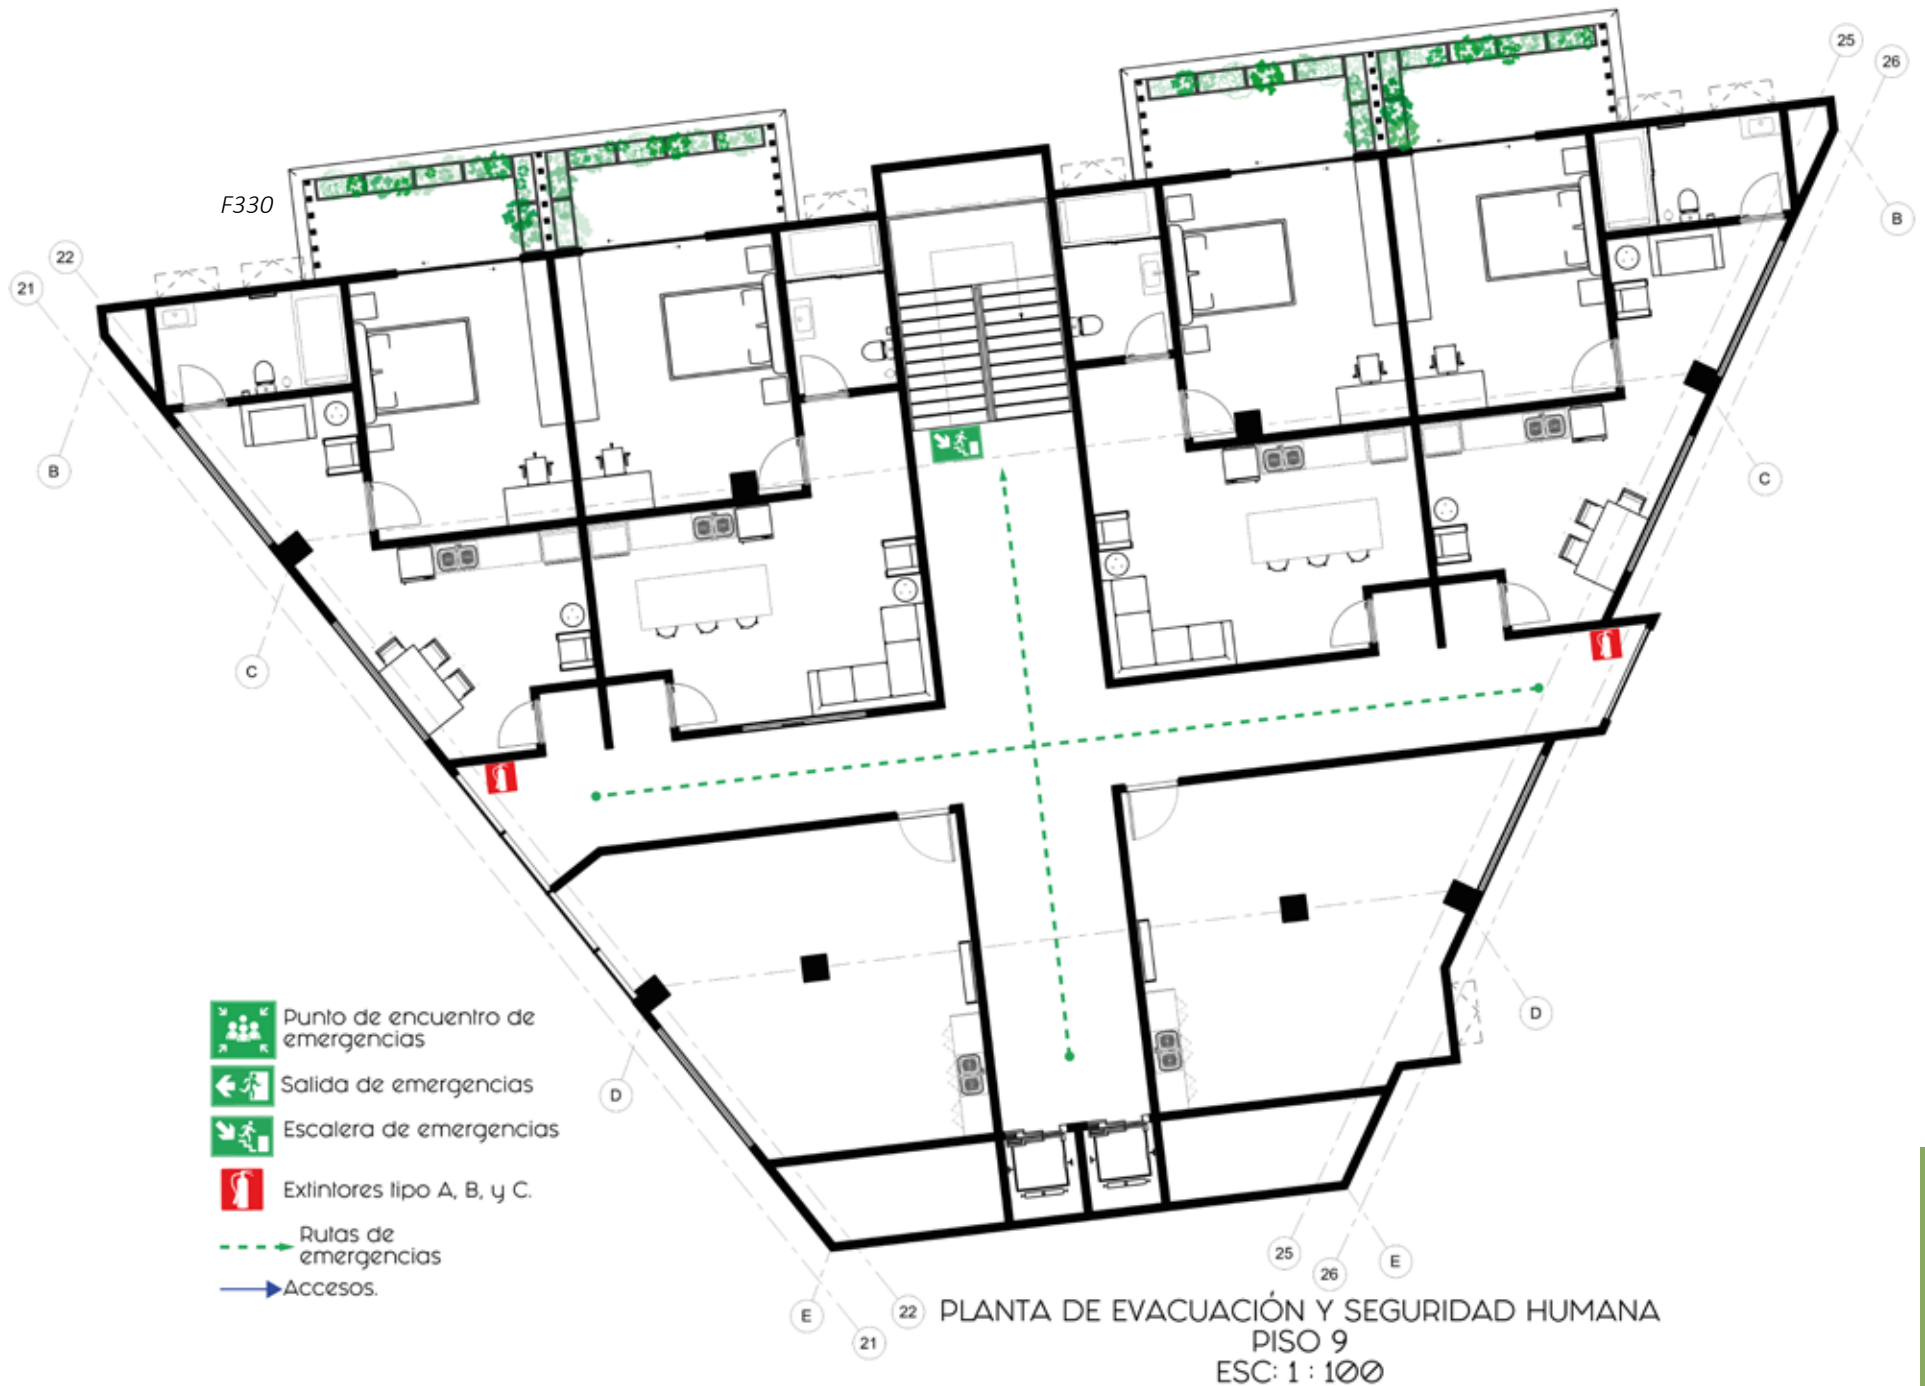 25
26
F330
B
22
21
B
C
C
D
D
Punto de encuentro de
emergencias
Salida de emergencias
Escalera de emergencias
Extintores tipo A, B, y C.
Rutas de
emergencias
Accesos.
25
26
E
E
22
21
PLANTA DE EVACUACIÓN Y SEGURIDAD HUMANA
PISO 9
ESC: 1 : 100